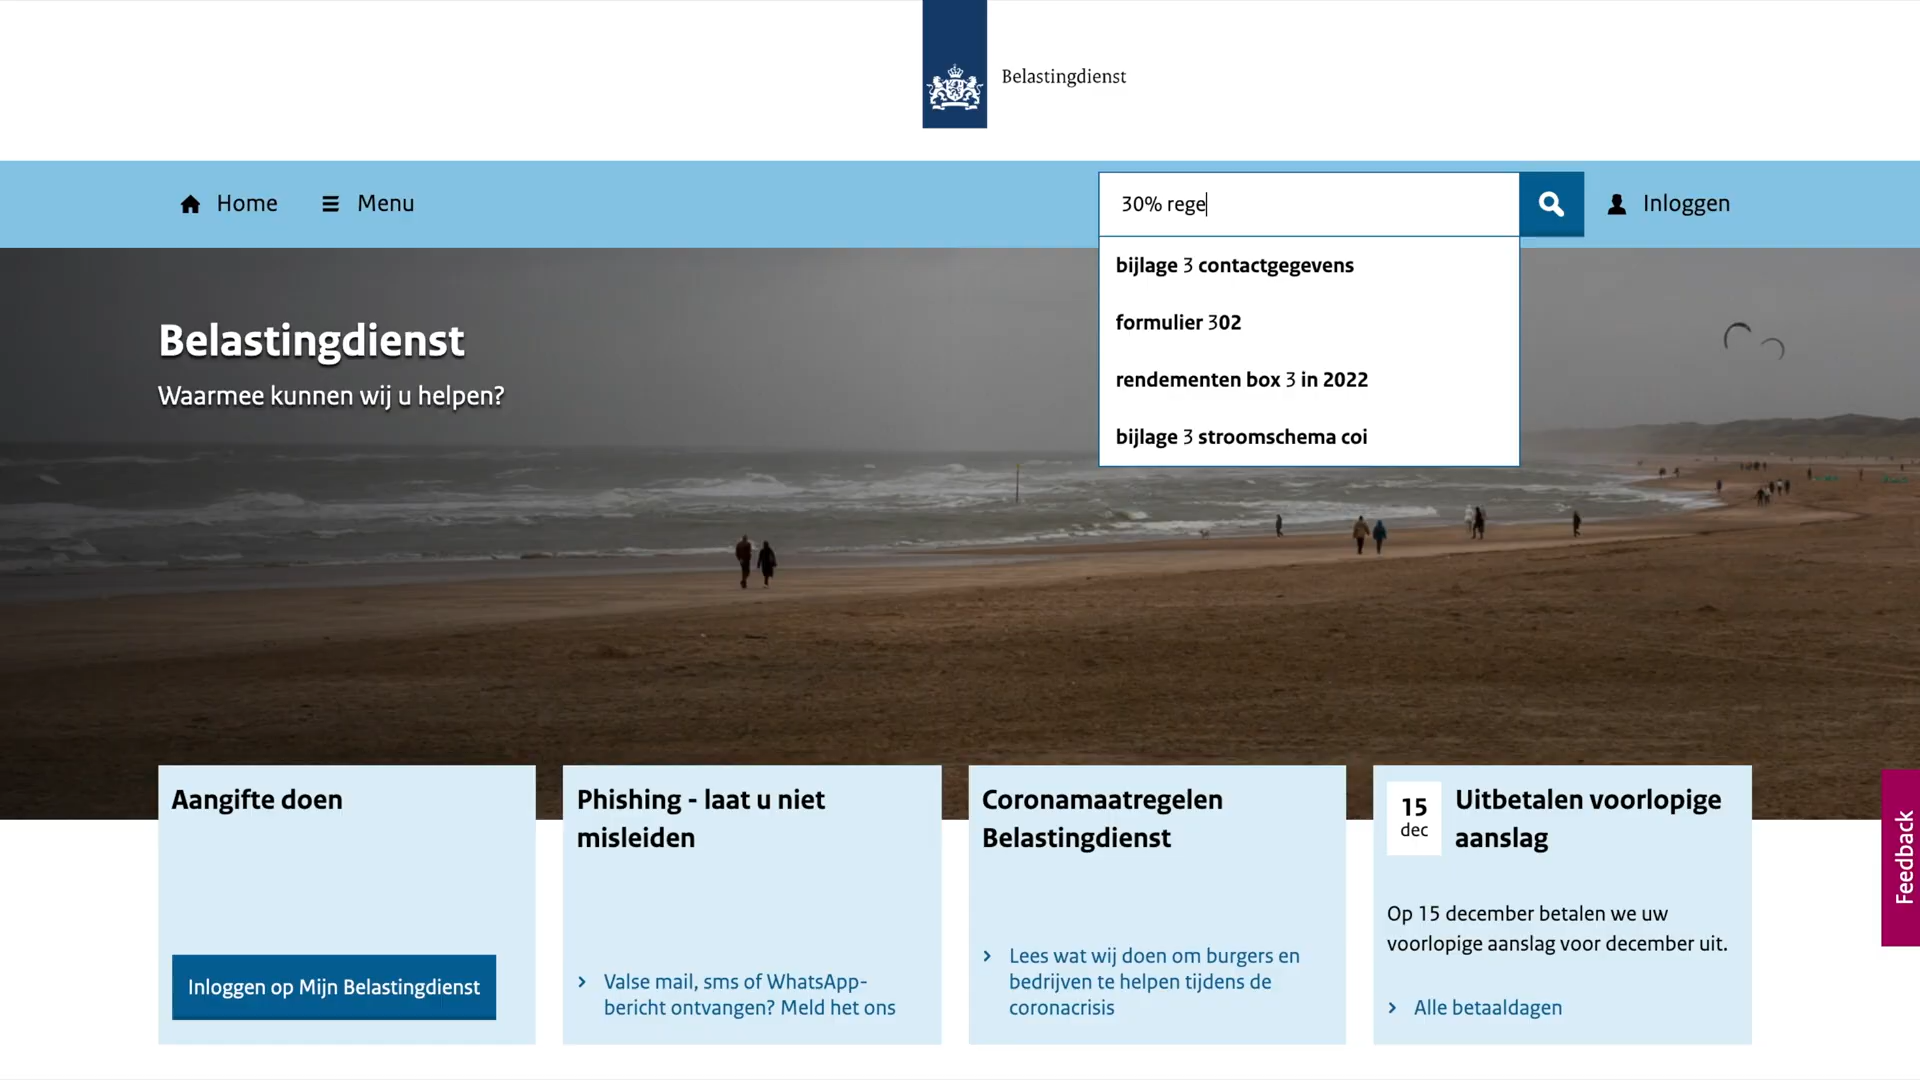 Belastingdienst
Home
Menu
30% rege
Inloggen
bijlage 3 contactgegevens
formulier 302
rendementen box 3 in 2022
bijlage 3 stroomschema coi
Belastingdienst
Waarmee kunnen wij u helpen?
Aangifte doen
Inloggen op Mijn Belastingdienst
Phishing - laat u niet
misleiden
Valse mail, sms of WhatsApp-
bericht ontvangen? Meld het ons
Coronamaatregelen
Belastingdienst
Lees wat wij doen om burgers en
bedrijven te helpen tijdens de
coronacrisis
15
dec
Uitbetalen voorlopige
aanslag
Op 15 december betalen we uw
voorlopige aanslag voor december uit.
Alle betaaldagen
Feedback